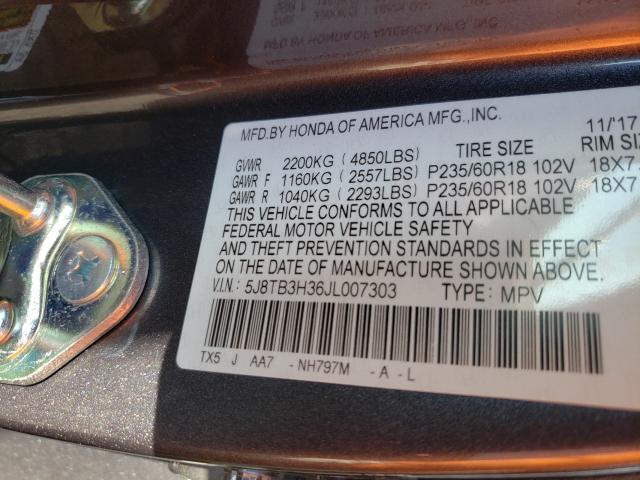 MFD.BY HONDA OF AMERICA MFG.,INC. 11/'17
GVWR 2200KG (4850LBS) TIRE SIZE RIM SIZ
GAWR F 1160KG (2557LBS) P235/60R18 102V 18X7
GAWR R 1040KG (2293LBS) P235/60R18 102V 18X7
THIS VEHICLE CONFORMS TO ALL APPLICABLE
FEDERAL MOTOR VEHICLE SAFETY
AND THEFT PREVENTION STANDARDS IN EFFECT
ON THE DATE OF MANUFACTURE SHOWN ABOVE.
V.I.N.: 5J8TB3H36JL007303 TYPE: MPV
TX5 J AA7 -NH797M -A -L